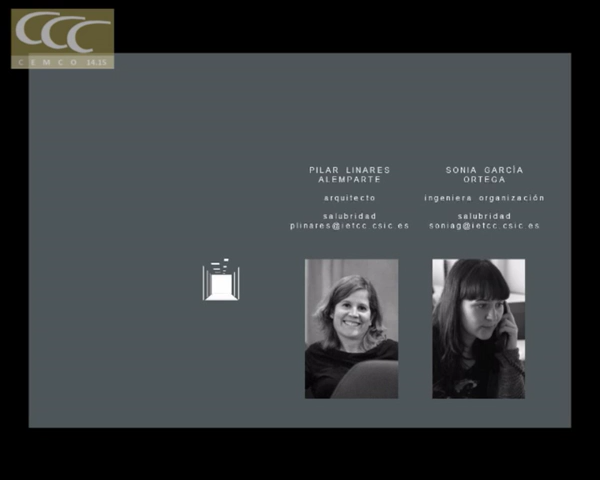 CCC
CEMCO 14.15
PILAR LINARES
ALEMPARTE
arquitecto
salubridad
plinares@ietcc.csic.es
SONIA GARCÍA
ORTEGA
ingeniera organización
salubridad
soniag@ietcc.csic.es